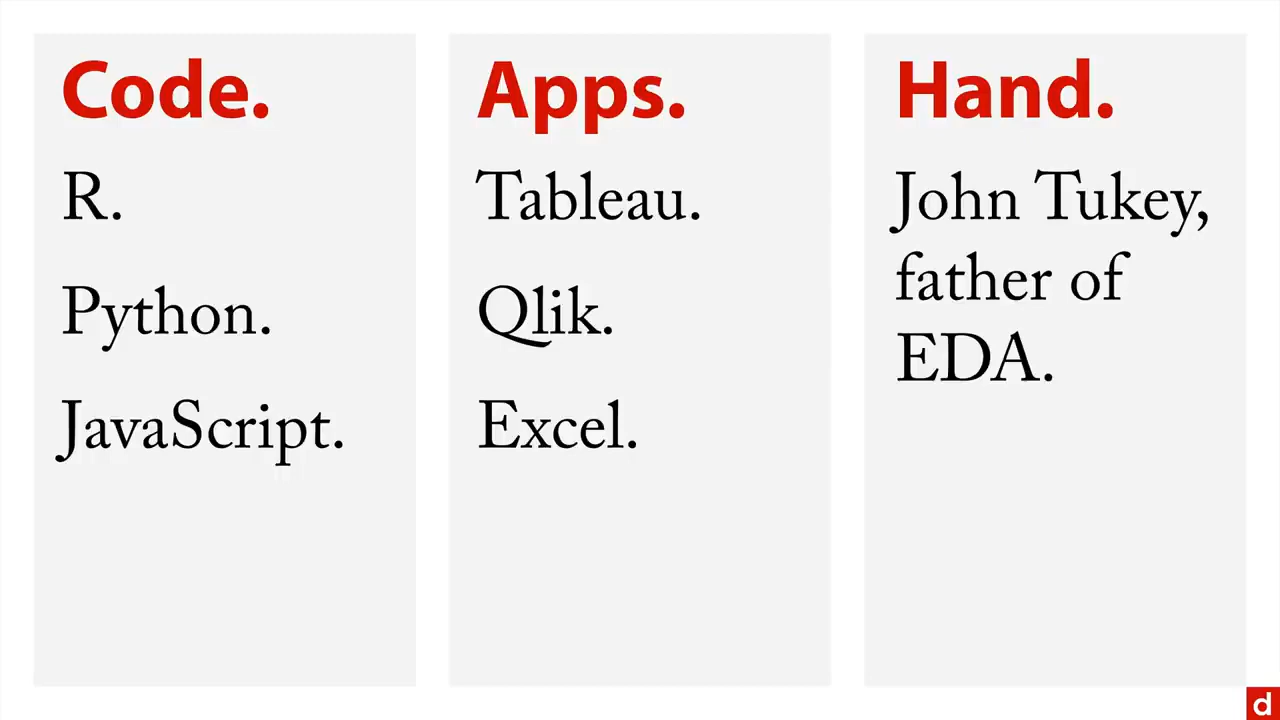 Code.
R.
Python.
JavaScript.
Apps.
Tableau.
Qlik.
Excel.
Hand.
John Tukey,
father of
EDA.
d